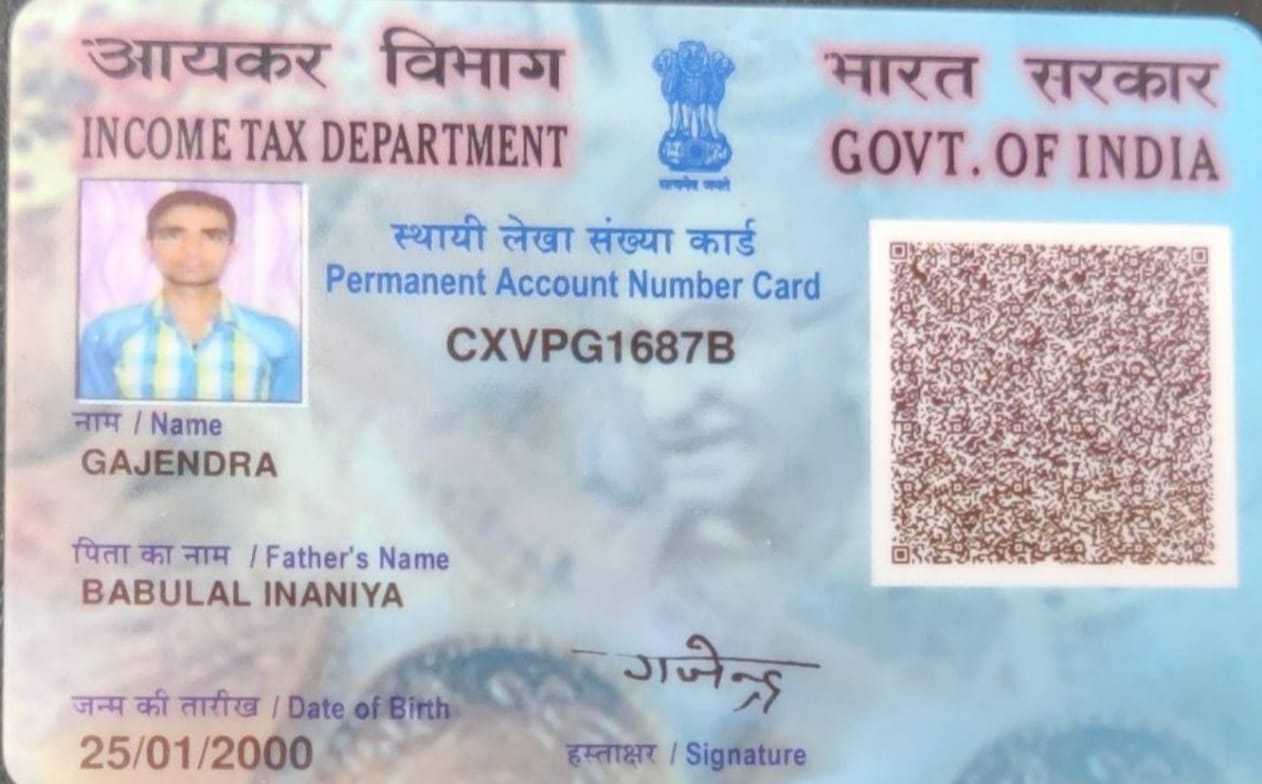 आयकर विभाग
INCOME TAX DEPARTMENT
सत्यमेव जयते
भारत सरकार
GOVT. OF INDIA
स्थायी लेखा संख्या कार्ड
Permanent Account Number Card
CXVPG1687B
नाम / Name
GAJENDRA
पिता का नाम / Father's Name
BABULAL INANIYA
गजेन्द्र
जन्म की तारीख / Date of Birth
25/01/2000
हस्ताक्षर / Signature